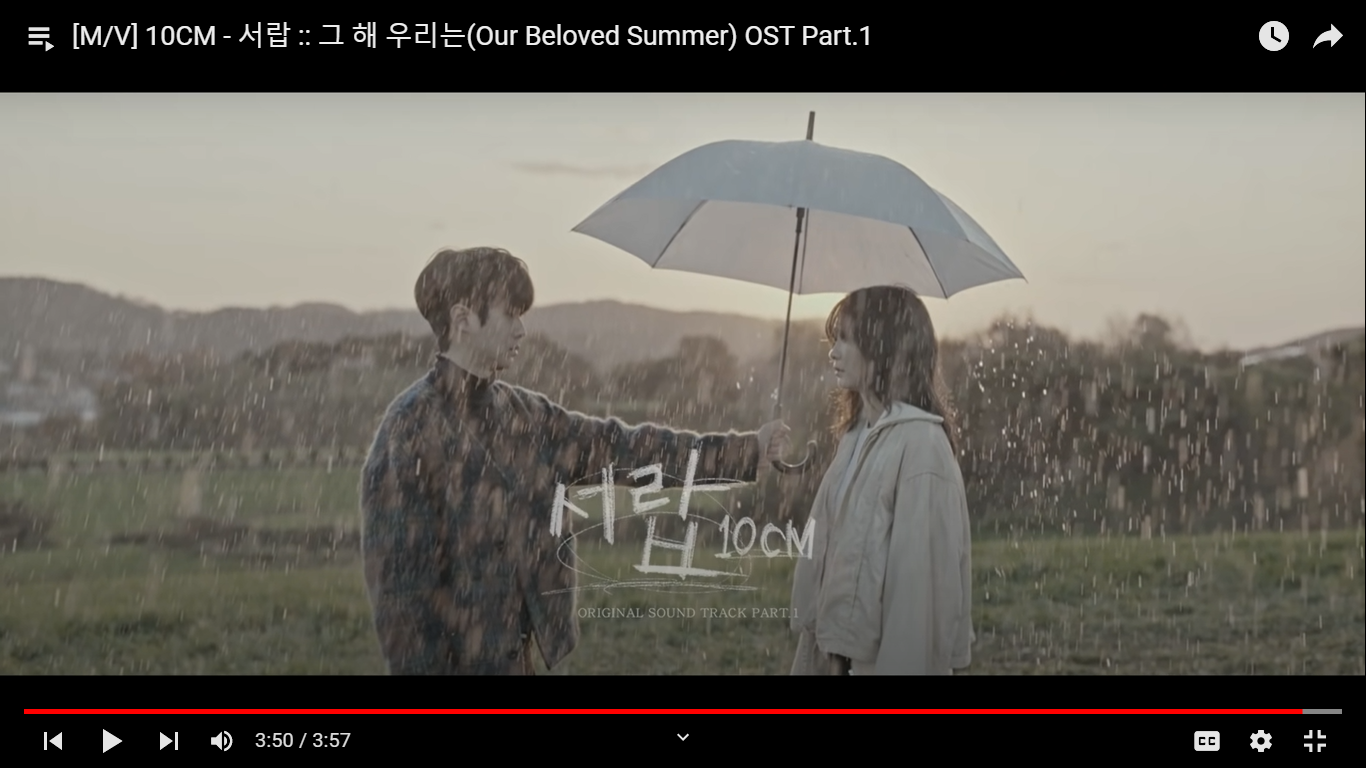 [M/V] 10CM - 서랍 :: 그 해 우리는(Our Beloved Summer) OST Part.1
서랍 10CM
ORIGINAL SOUND TRACK PART.1
3:50 / 3:57
CC